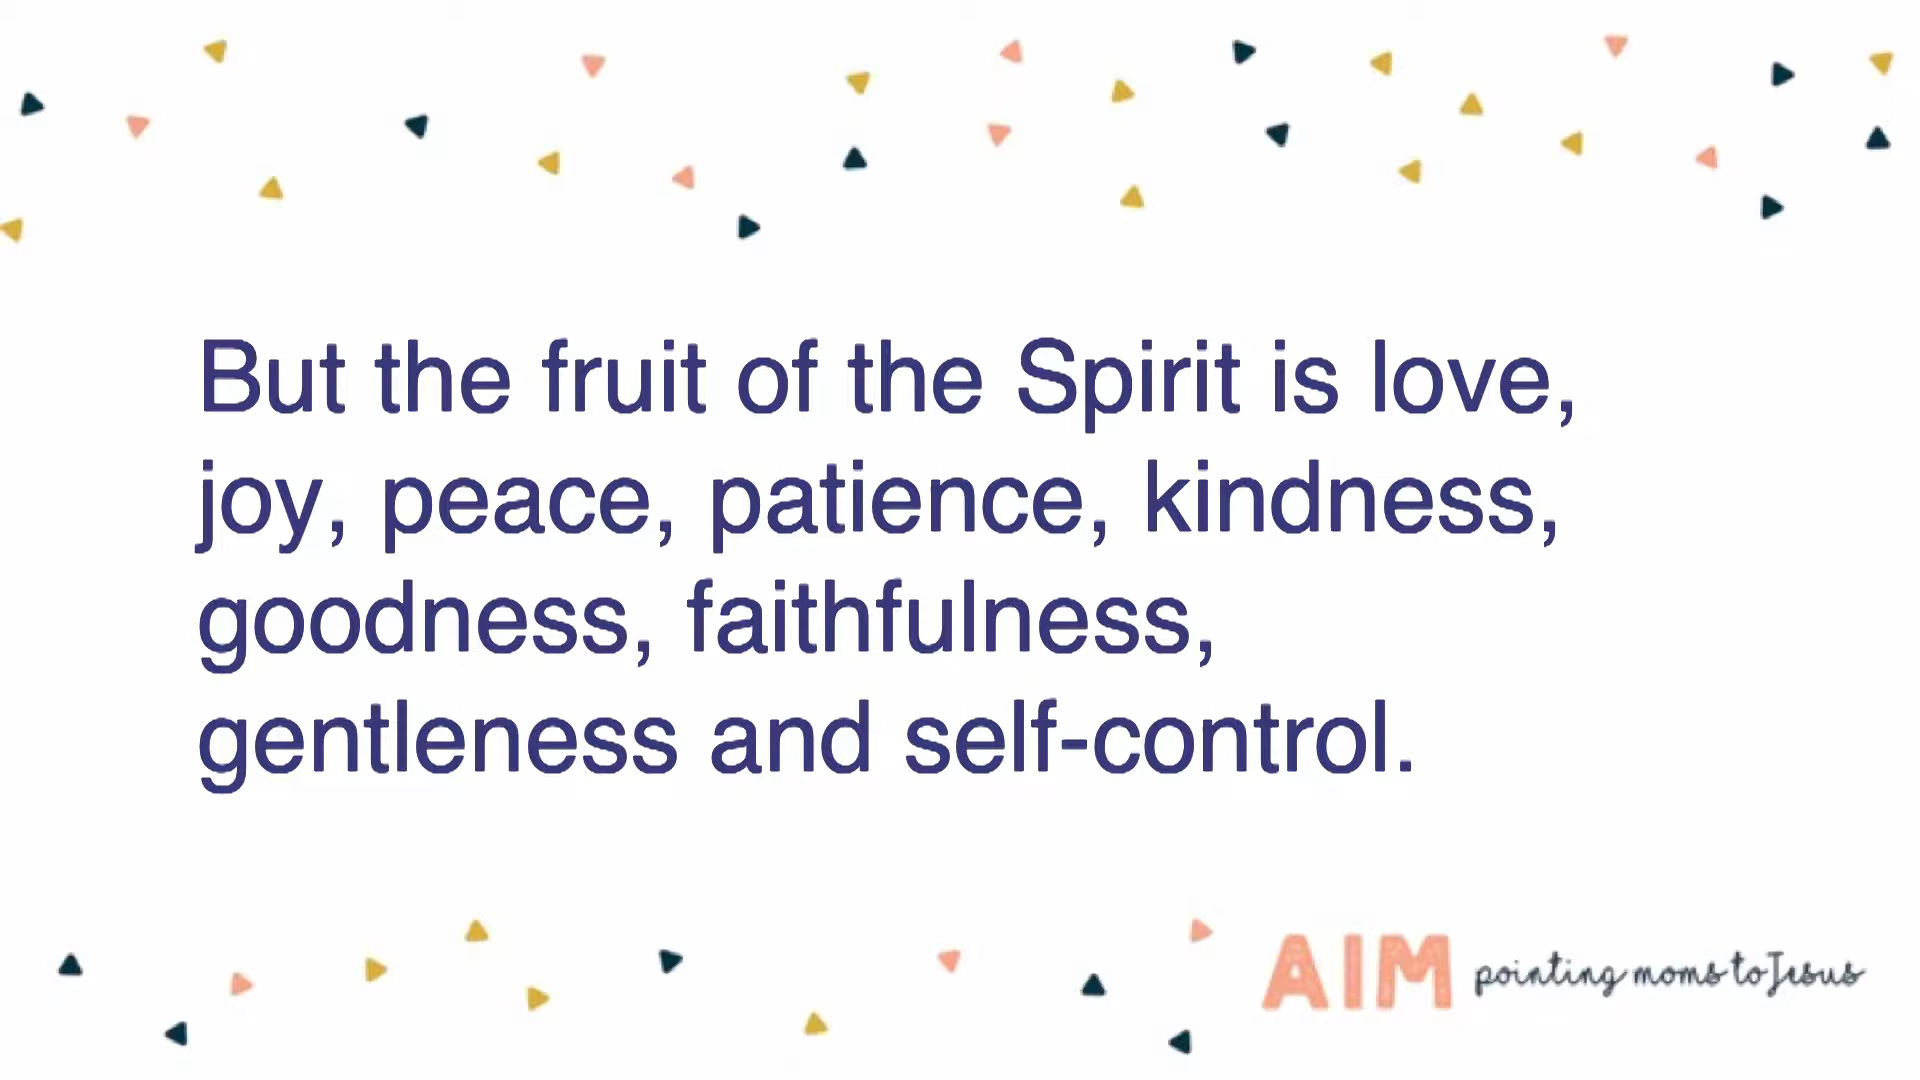 But the fruit of the Spirit is love,
joy, peace, patience, kindness,
goodness, faithfulness,
gentleness and self-control.
AIM pointing moms to Jesus